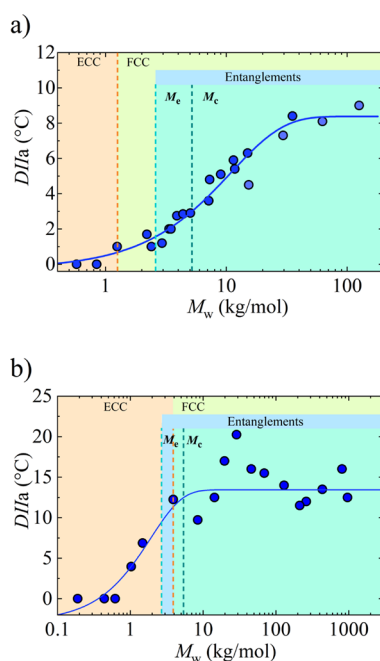 a)
ECC FCC
Entanglements
Me Mc
DIIa (°C)
12
10
8
6
4
2
0
1 10 100
Mw (kg/mol)
b)
ECC FCC
Entanglements
Me Mc
DIIa (°C)
25
20
15
10
5
0
0.1 1 10 100 1000
Mw (kg/mol)